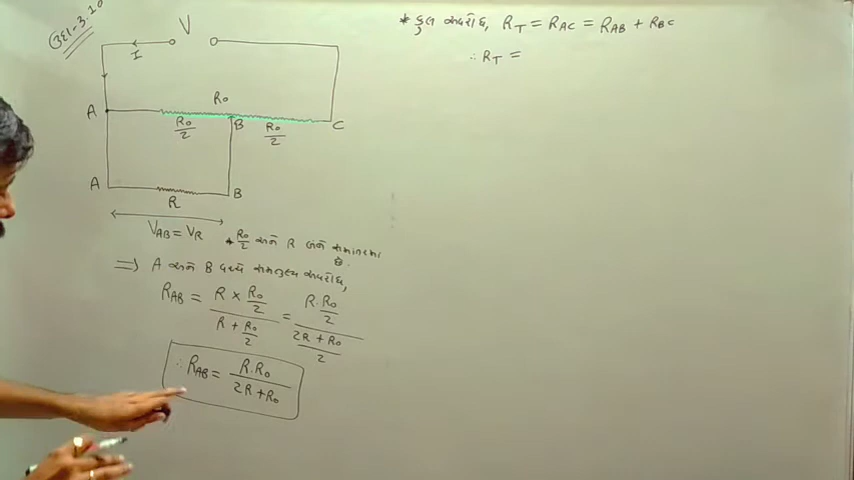 ઉદા-3.10
V
I
A
R₀
R₀/2
B
R₀/2
C
A
R
B
V_AB = V_R
* R₀/2 અને R બંને સમાંતરમાં
છે.
⇒ A અને B વચ્ચે સમતુલ્ય અવરોધ,
R_AB = (R × R₀/2)/(R + R₀/2) = (R·R₀/2)/((2R + R₀)/2)
∴ R_AB = R·R₀/(2R + R₀)
* કુલ અવરોધ, R_T = R_AC = R_AB + R_BC
∴ R_T =